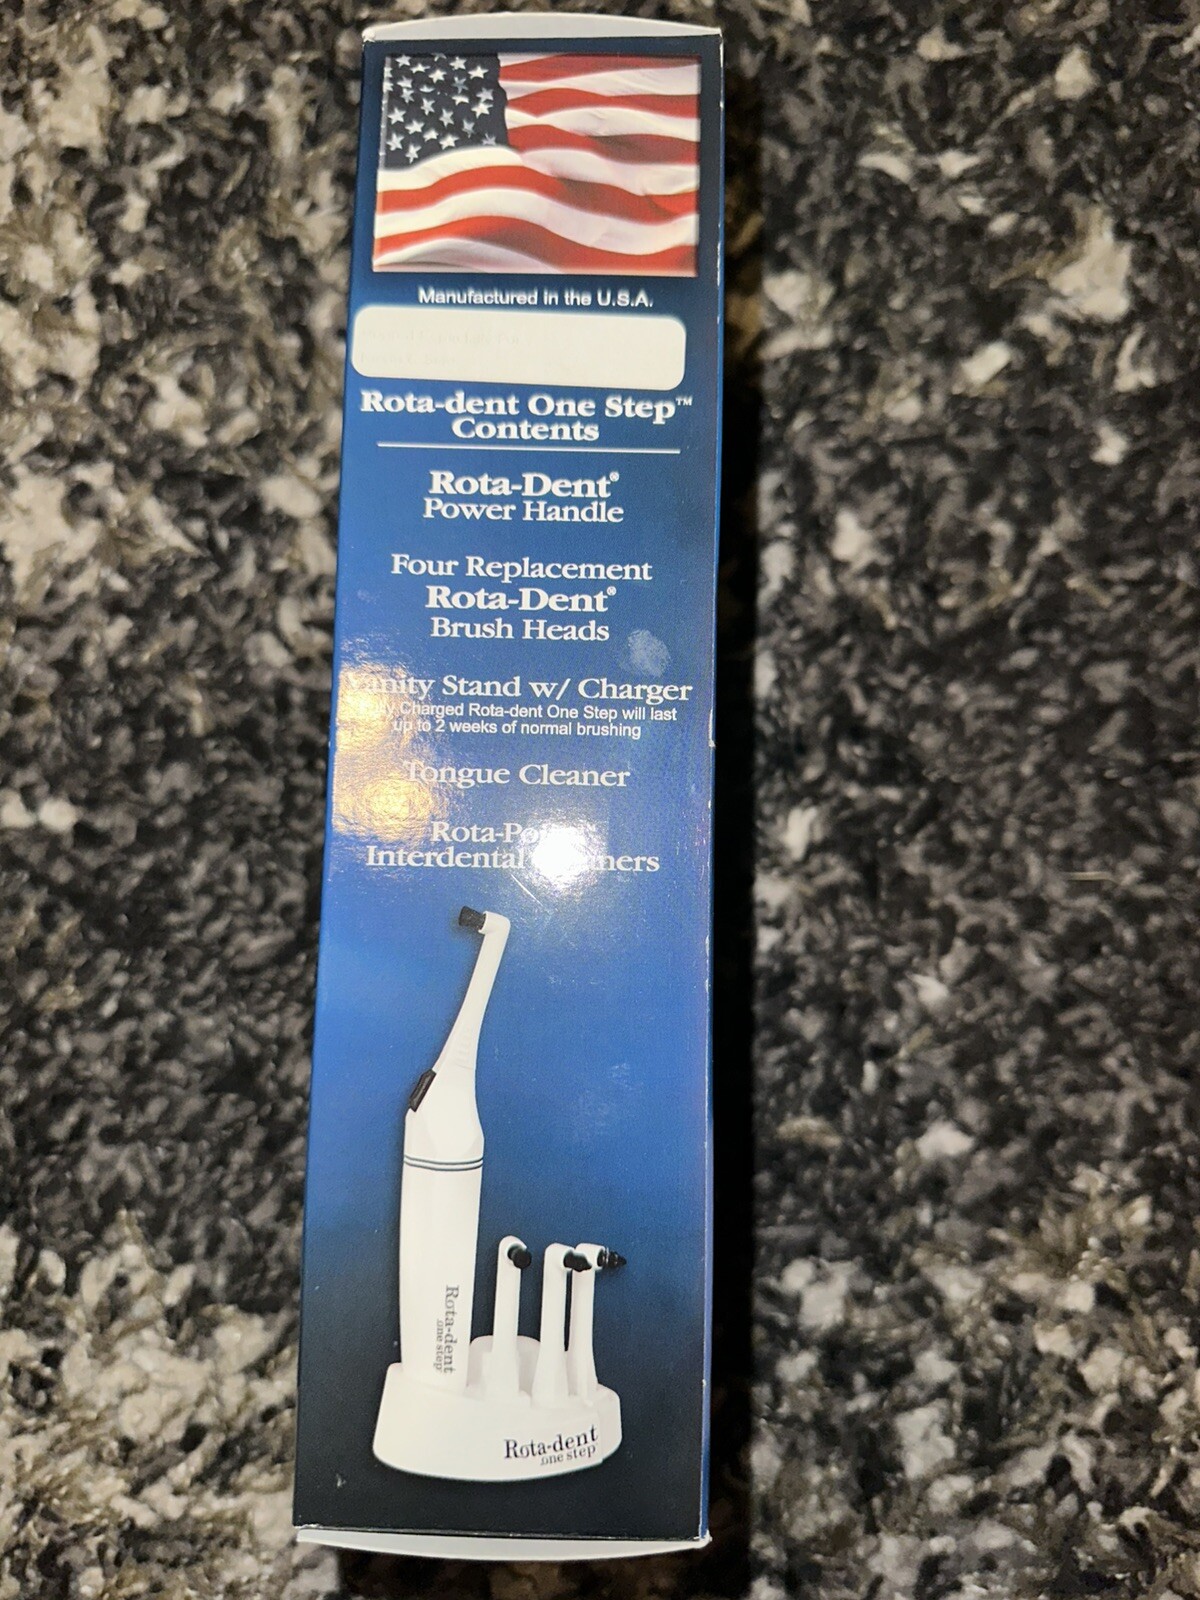 Manufactured in the U.S.A.
Rota-dent One Step™
Contents
Rota-Dent®
Power Handle
Four Replacement
Rota-Dent®
Brush Heads
Stand w/ Charger
Charged Rota-dent One Step will last
up to 2 weeks of normal brushing
Tongue Cleaner
Interdental
Rota-dent
one step
Rota-dent
one step